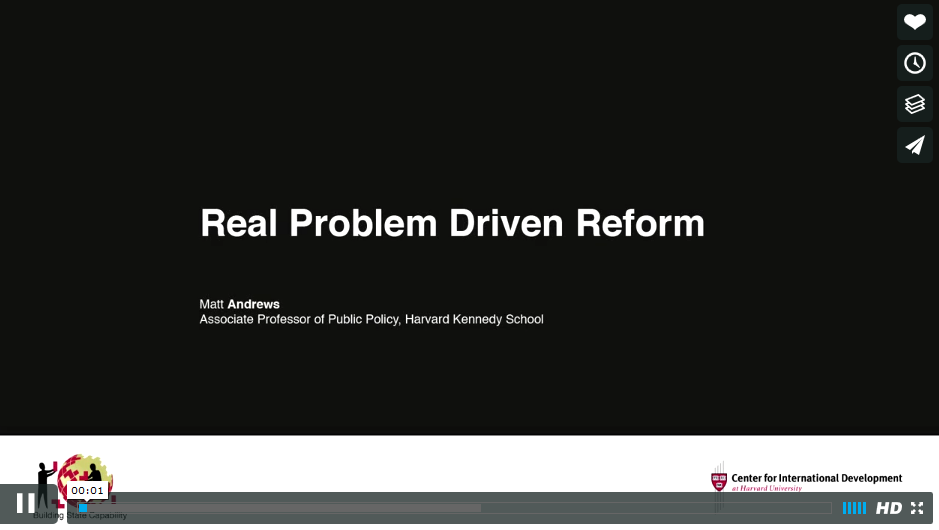 Real Problem Driven Reform
Matt Andrews
Associate Professor of Public Policy, Harvard Kennedy School
Center for International Development
at Harvard University
00:01
HD
Building State Capability